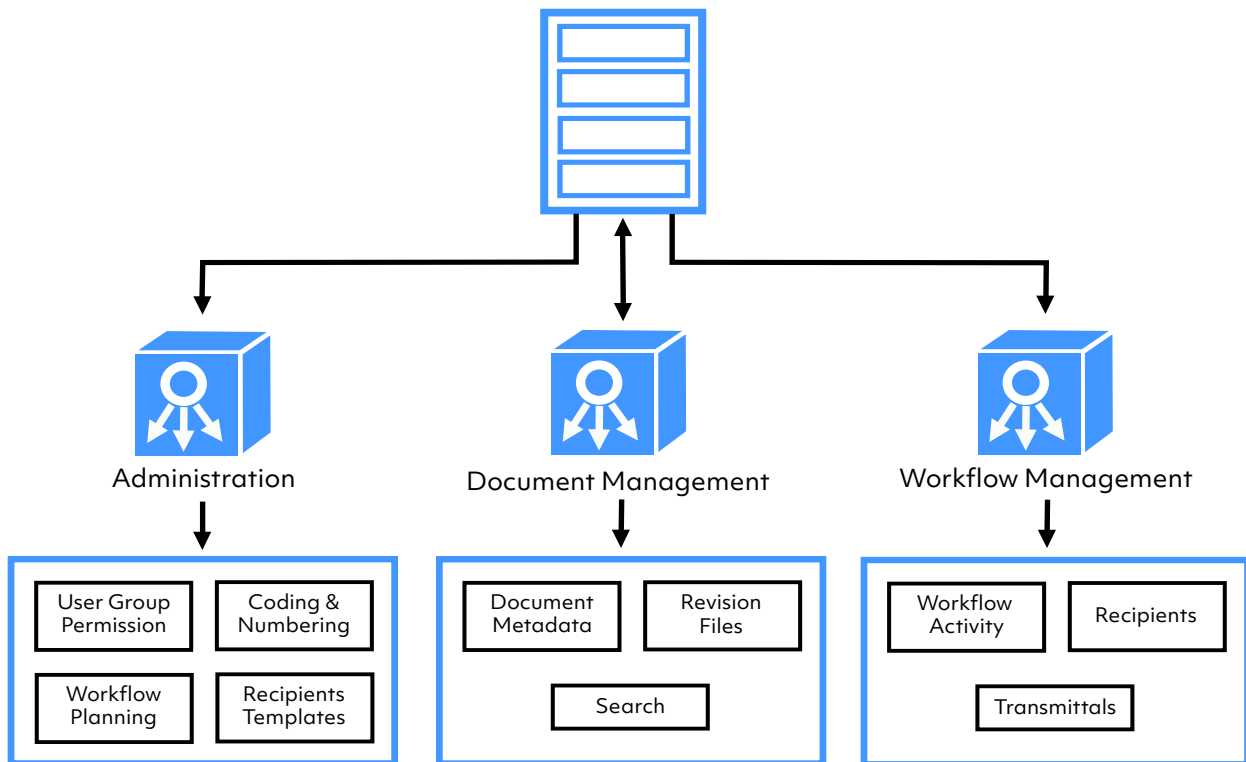 Administration
Document Management
Workflow Management
User Group
Permission
Coding &
Numbering
Workflow
Planning
Recipients
Templates
Document
Metadata
Revision
Files
Search
Workflow
Activity
Recipients
Transmittals